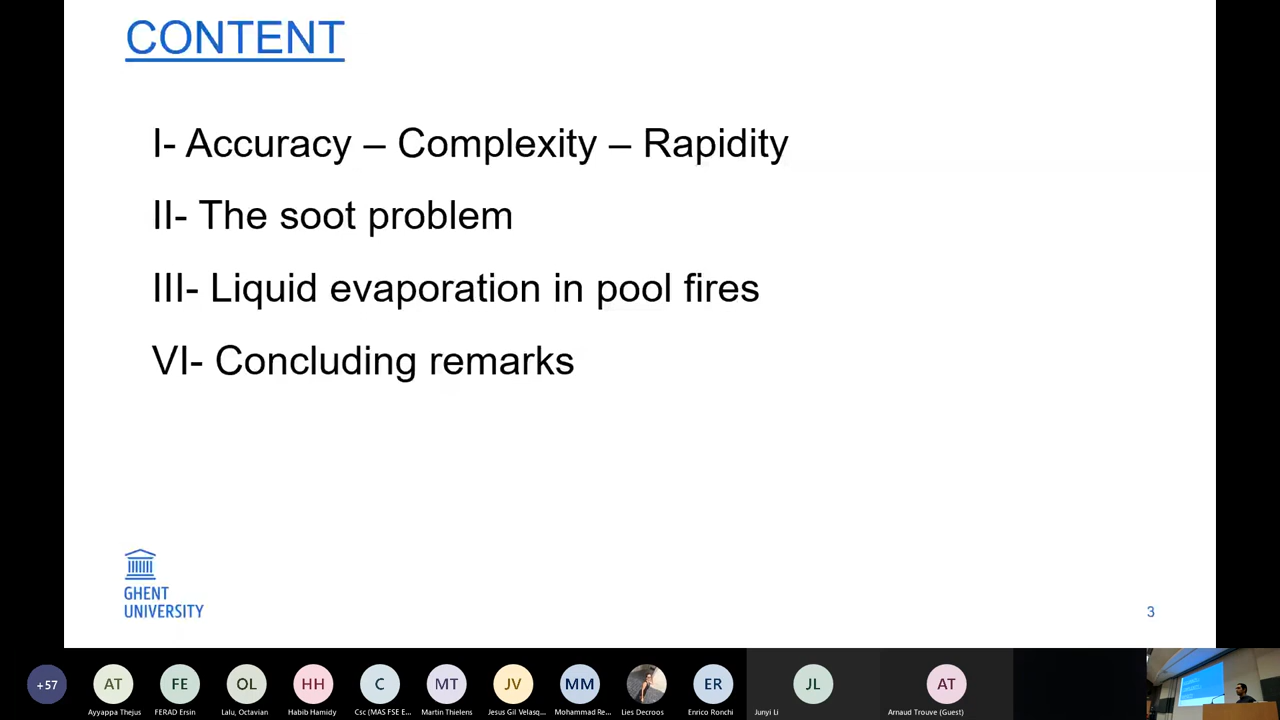 CONTENT
I- Accuracy – Complexity – Rapidity
II- The soot problem
III- Liquid evaporation in pool fires
VI- Concluding remarks
GHENT
UNIVERSITY
3
+57
AT
FE
OL
HH
C
MT
JV
MM
ER
JL
AT
Ayyappa Thejus
FERAD Ersin
Lalu, Octavian
Habib Hamidy
Csc (MAS FSE E...
Martin Thielens
Jesus Gil Velasq...
Mohammad Re...
Lies Decroos
Enrico Ronchi
Junyi Li
Arnaud Trouve (Guest)